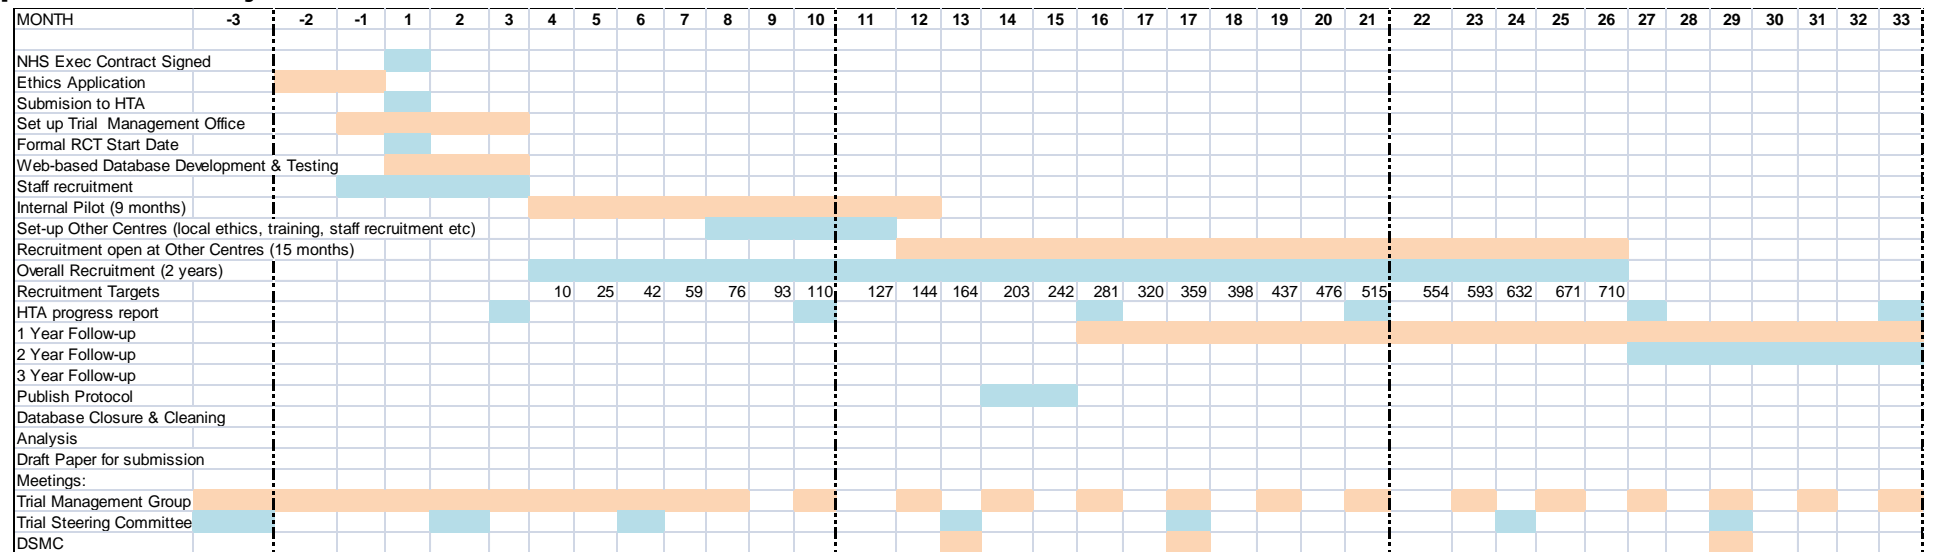 MONTH -3 -2 -1 1 2 3 4 5 6 7 8 9 10 11 12 13 14 15 16 17 17 18 19 20 21 22 23 24 25 26 27 28 29 30 31 32 33
NHS Exec Contract Signed
Ethics Application
Submision to HTA
Set up Trial Management Office
Formal RCT Start Date
Web-based Database Development & Testing
Staff recruitment
Internal Pilot (9 months)
Set-up Other Centres (local ethics, training, staff recruitment etc)
Recruitment open at Other Centres (15 months)
Overall Recruitment (2 years)
Recruitment Targets 10 25 42 59 76 93 110 127 144 164 203 242 281 320 359 398 437 476 515 554 593 632 671 710
HTA progress report
1 Year Follow-up
2 Year Follow-up
3 Year Follow-up
Publish Protocol
Database Closure & Cleaning
Analysis
Draft Paper for submission
Meetings:
Trial Management Group
Trial Steering Committee
DSMC